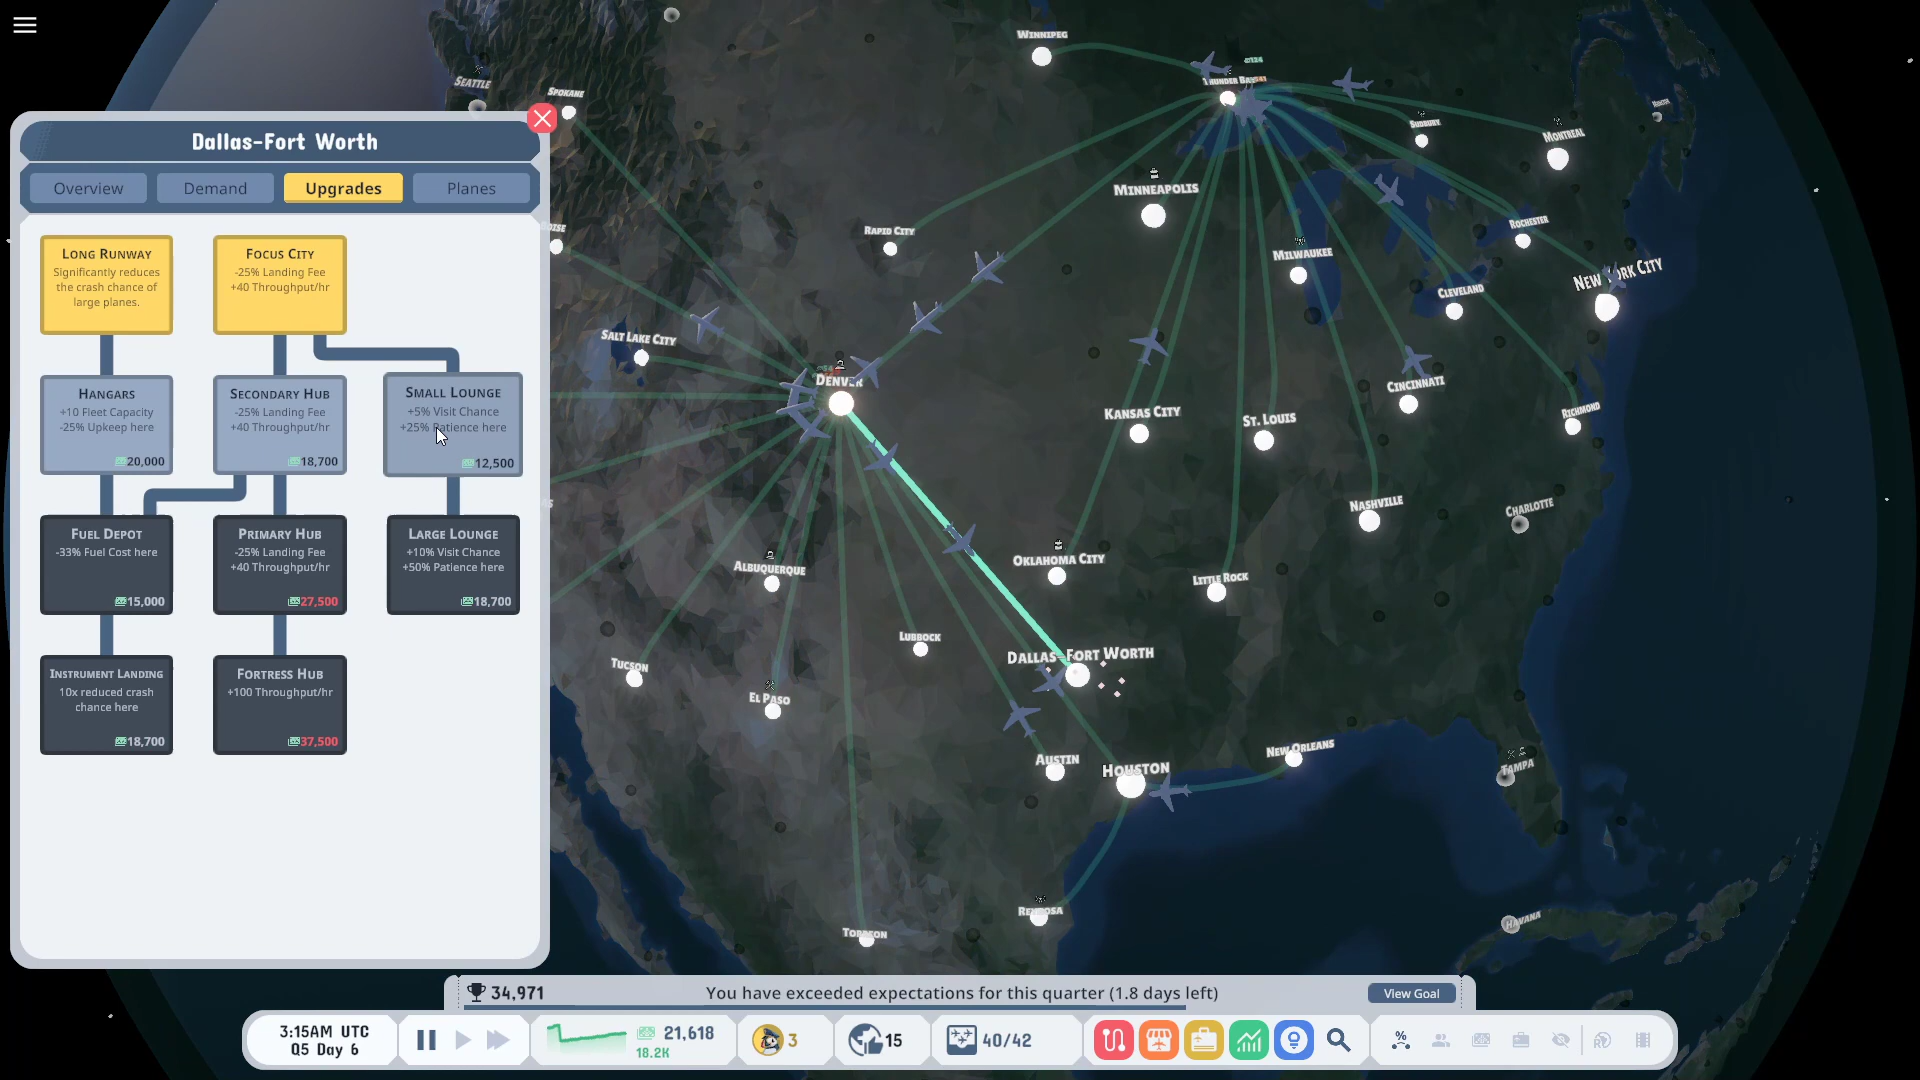 Dallas-Fort Worth
Overview
Demand
Upgrades
Planes
LONG RUNWAY
Significantly reduces
the crash chance of
large planes.
FOCUS CITY
-25% Landing Fee
+40 Throughput/hr
HANGARS
+10 Fleet Capacity
-25% Upkeep here
20,000
SECONDARY HUB
-25% Landing Fee
+40 Throughput/hr
18,700
SMALL LOUNGE
+5% Visit Chance
+25% Patience here
12,500
FUEL DEPOT
-33% Fuel Cost here
15,000
PRIMARY HUB
-25% Landing Fee
+40 Throughput/hr
27,500
LARGE LOUNGE
+10% Visit Chance
+50% Patience here
18,700
INSTRUMENT LANDING
10x reduced crash
chance here
18,700
FORTRESS HUB
+100 Throughput/hr
37,500
WINNIPEG
SEATTLE
SPOKANE
THUNDER BAY
SUDBURY
MONTREAL
MINNEAPOLIS
RAPID CITY
ROCHESTER
MILWAUKEE
NEW YORK CITY
CLEVELAND
SALT LAKE CITY
DENVER
CINCINNATI
KANSAS CITY
ST. LOUIS
RICHMOND
NASHVILLE
CHARLOTTE
ALBUQUERQUE
OKLAHOMA CITY
LITTLE ROCK
LUBBOCK
TUCSON
DALLAS-FORT WORTH
EL PASO
AUSTIN
HOUSTON
NEW ORLEANS
TAMPA
REYNOSA
TORREON
HAVANA
34,971
You have exceeded expectations for this quarter (1.8 days left)
View Goal
3:15AM UTC
Q5 Day 6
21,618
18.2K
3
15
40/42